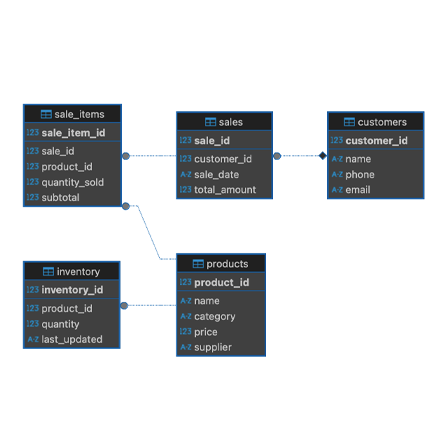 sale_items
123 sale_item_id
123 sale_id
123 product_id
123 quantity_sold
123 subtotal
sales
123 sale_id
123 customer_id
A-Z sale_date
123 total_amount
customers
123 customer_id
A-Z name
A-Z phone
A-Z email
inventory
123 inventory_id
123 product_id
123 quantity
A-Z last_updated
products
123 product_id
A-Z name
A-Z category
123 price
A-Z supplier